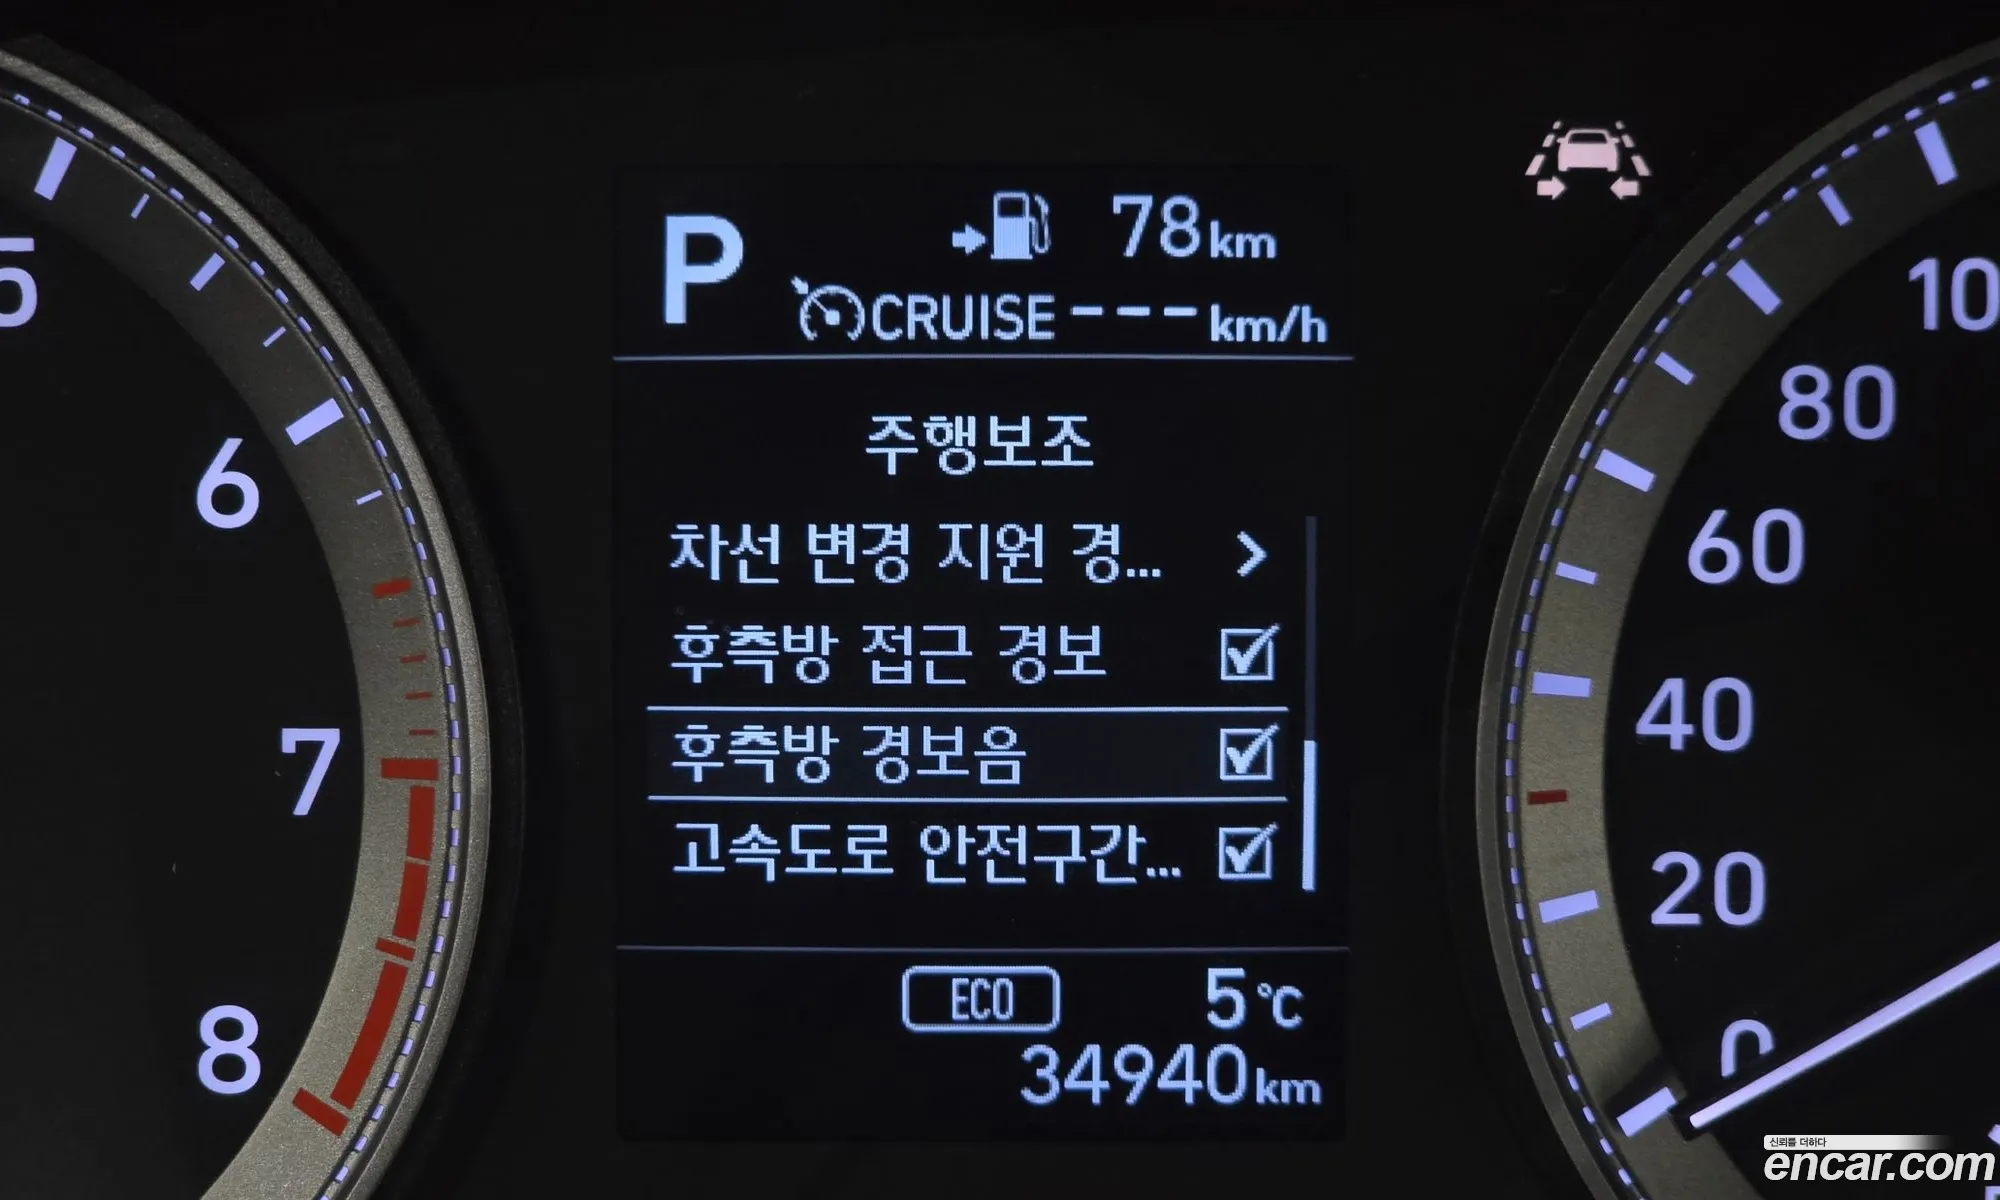 P
78km
CRUISE ---km/h
주행보조
차선 변경 지원 경...
후측방 접근 경보
후측방 경보음
고속도로 안전구간...
ECO
5℃
34940km
5
6
7
8
10
80
60
40
20
0
신뢰를 더하다
encar.com